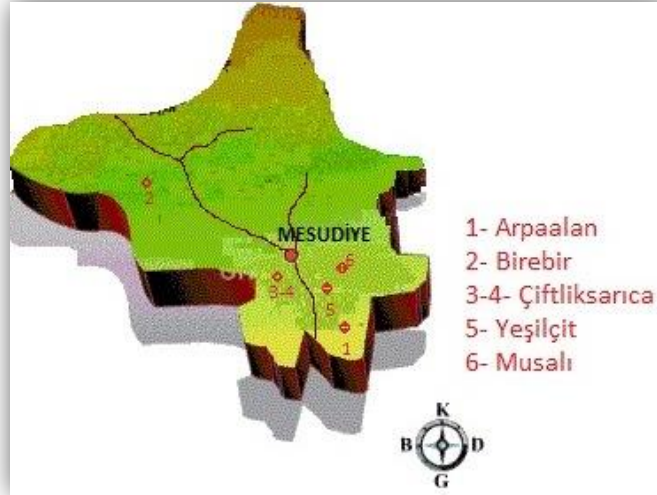 2
MESUDİYE
6
3-4
5
1
1- Arpaalan
2- Birebir
3-4- Çiftliksarıca
5- Yeşilçit
6- Musalı
K
B
D
G